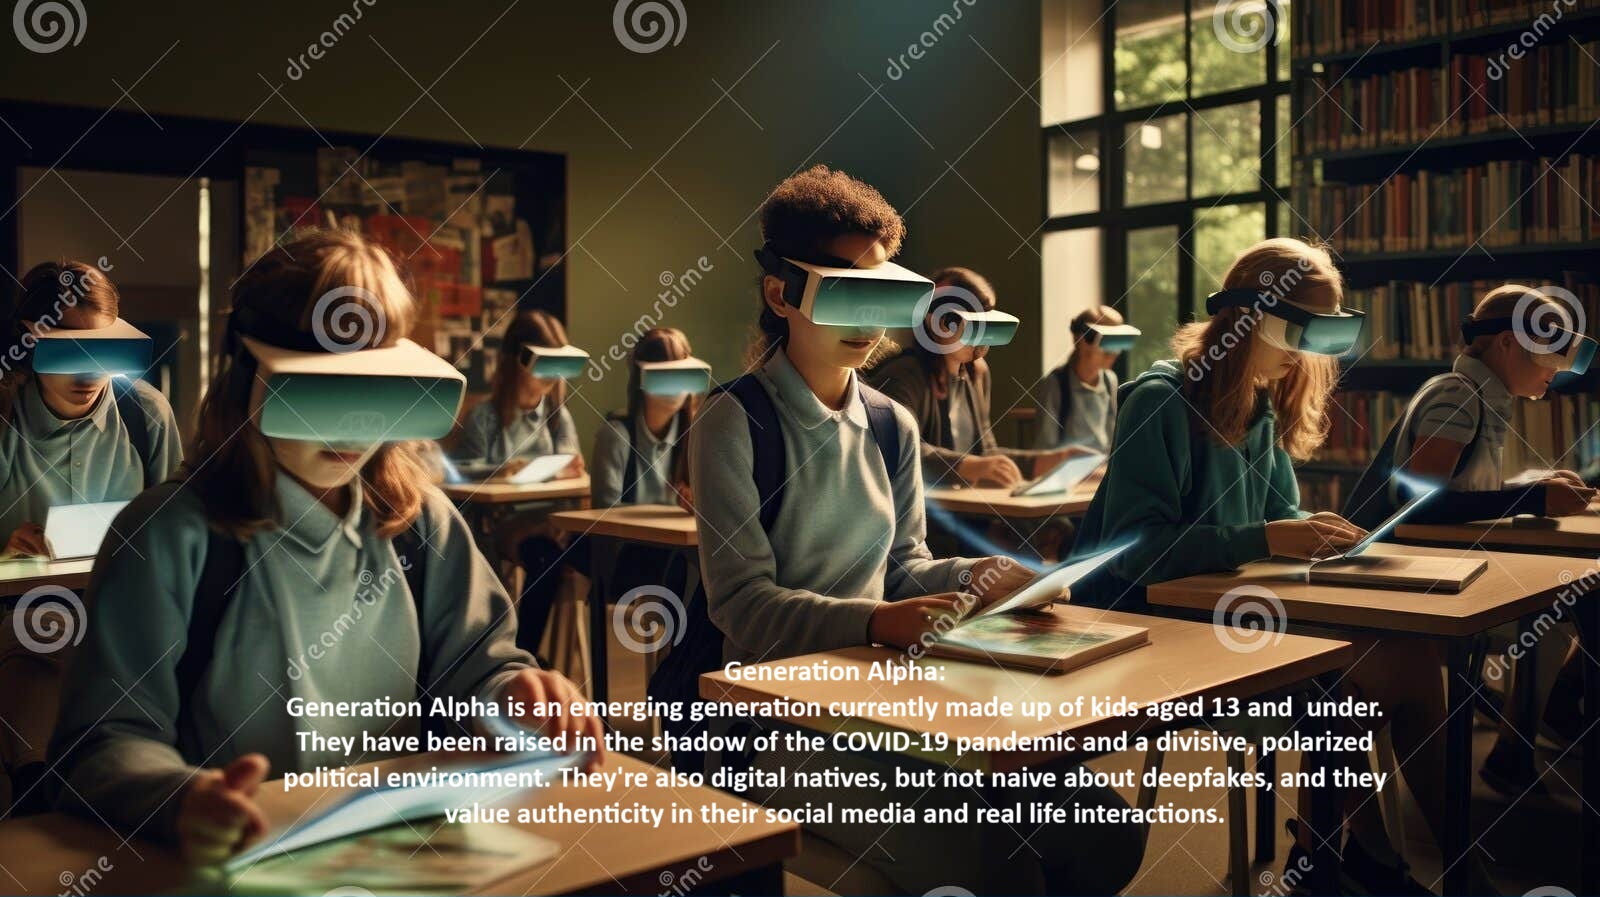 dreamstime
Generation Alpha:
Generation Alpha is an emerging generation currently made up of kids aged 13 and  under.
They have been raised in the shadow of the COVID-19 pandemic and a divisive, polarized
political environment. They're also digital natives, but not naive about deepfakes, and they
value authenticity in their social media and real life interactions.